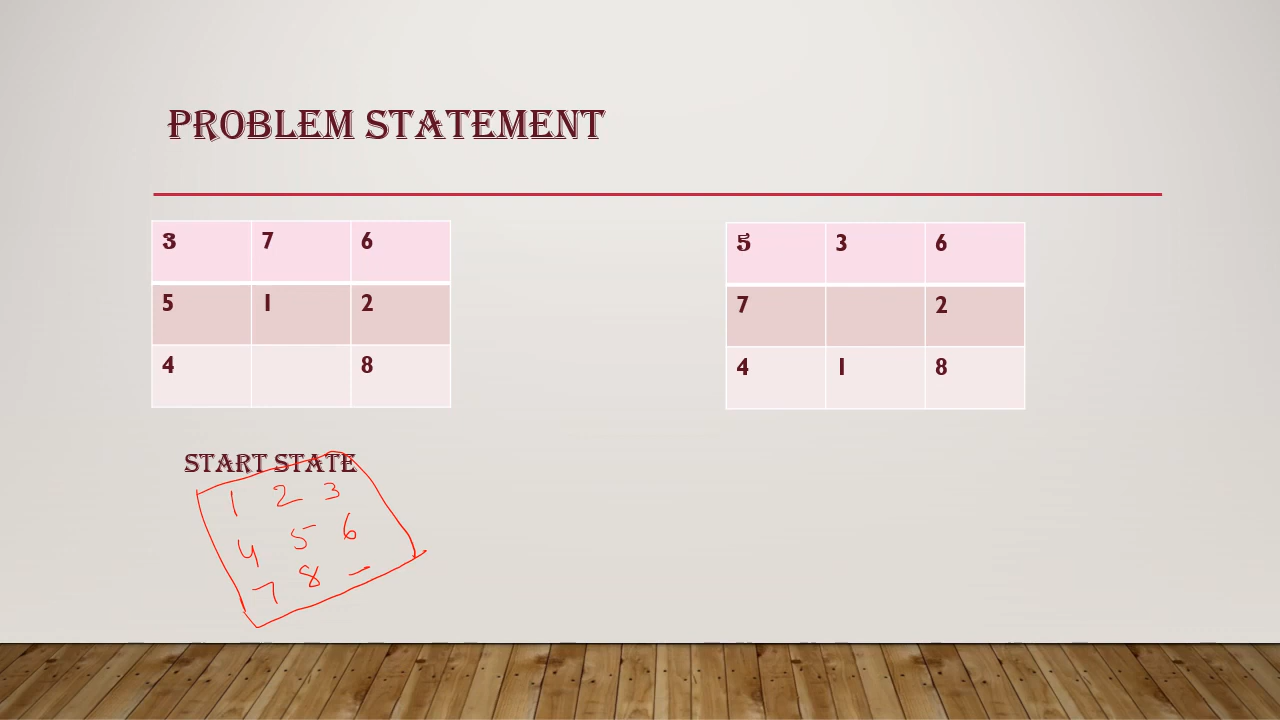 PROBLEM STATEMENT
3 7 6
5 1 2
4 8
5 3 6
7 2
4 1 8
START STATE
1 2 3
4 5 6
7 8 _